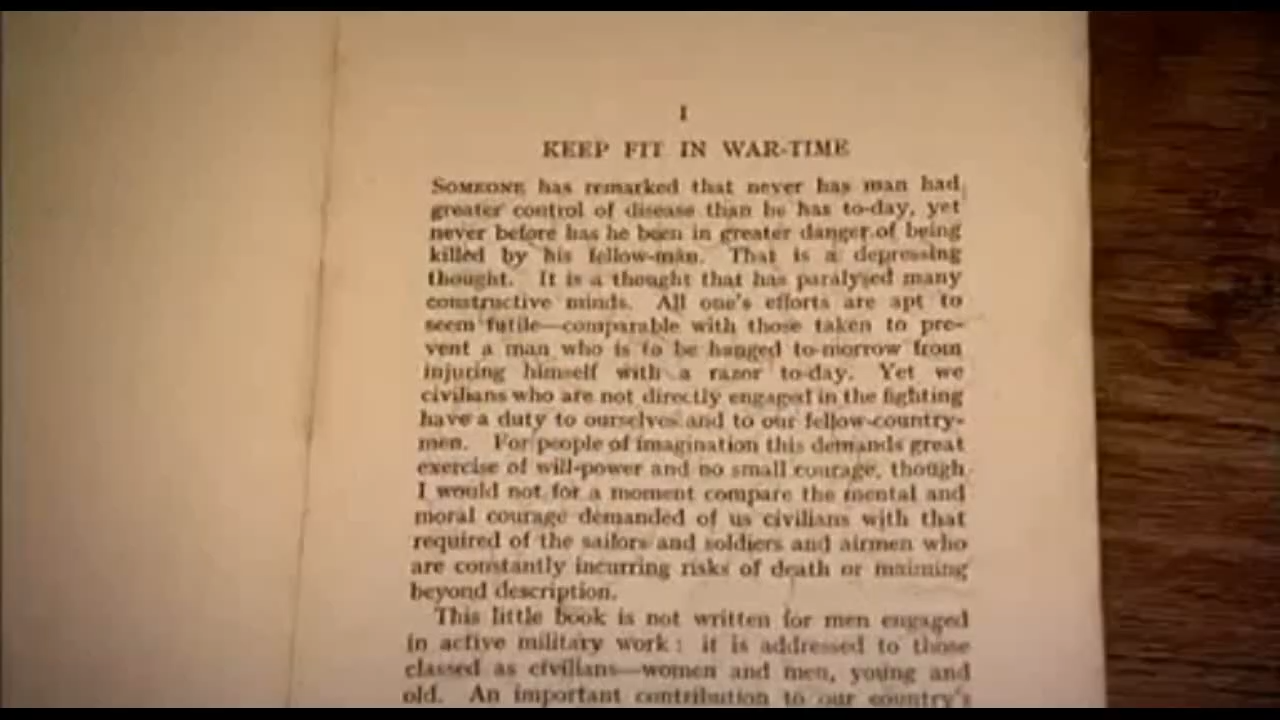 I
KEEP FIT IN WAR-TIME
SOMEONE has remarked that never has man had
greater control of disease than he has to-day, yet
never before has he been in greater danger of being
killed by his fellow-man. That is a depressing
thought. It is a thought that has paralysed many
constructive minds. All one's efforts are apt to
seem futile—comparable with those taken to pre-
vent a man who is to be hanged to-morrow from
injuring himself with a razor to-day. Yet we
civilians who are not directly engaged in the fighting
have a duty to ourselves and to our fellow-country-
men. For people of imagination this demands great
exercise of will-power and no small courage, though
I would not for a moment compare the mental and
moral courage demanded of us civilians with that
required of the sailors and soldiers and airmen who
are constantly incurring risks of death or maiming
beyond description.
This little book is not written for men engaged
in active military work : it is addressed to those
classed as civilians—women and men, young and
old. An important contribution to our country's